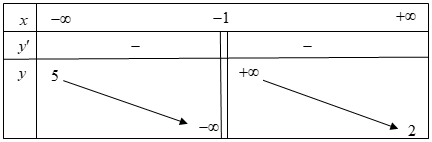 x −∞ −1 +∞
y' − −
y 5 +∞
−∞ 2